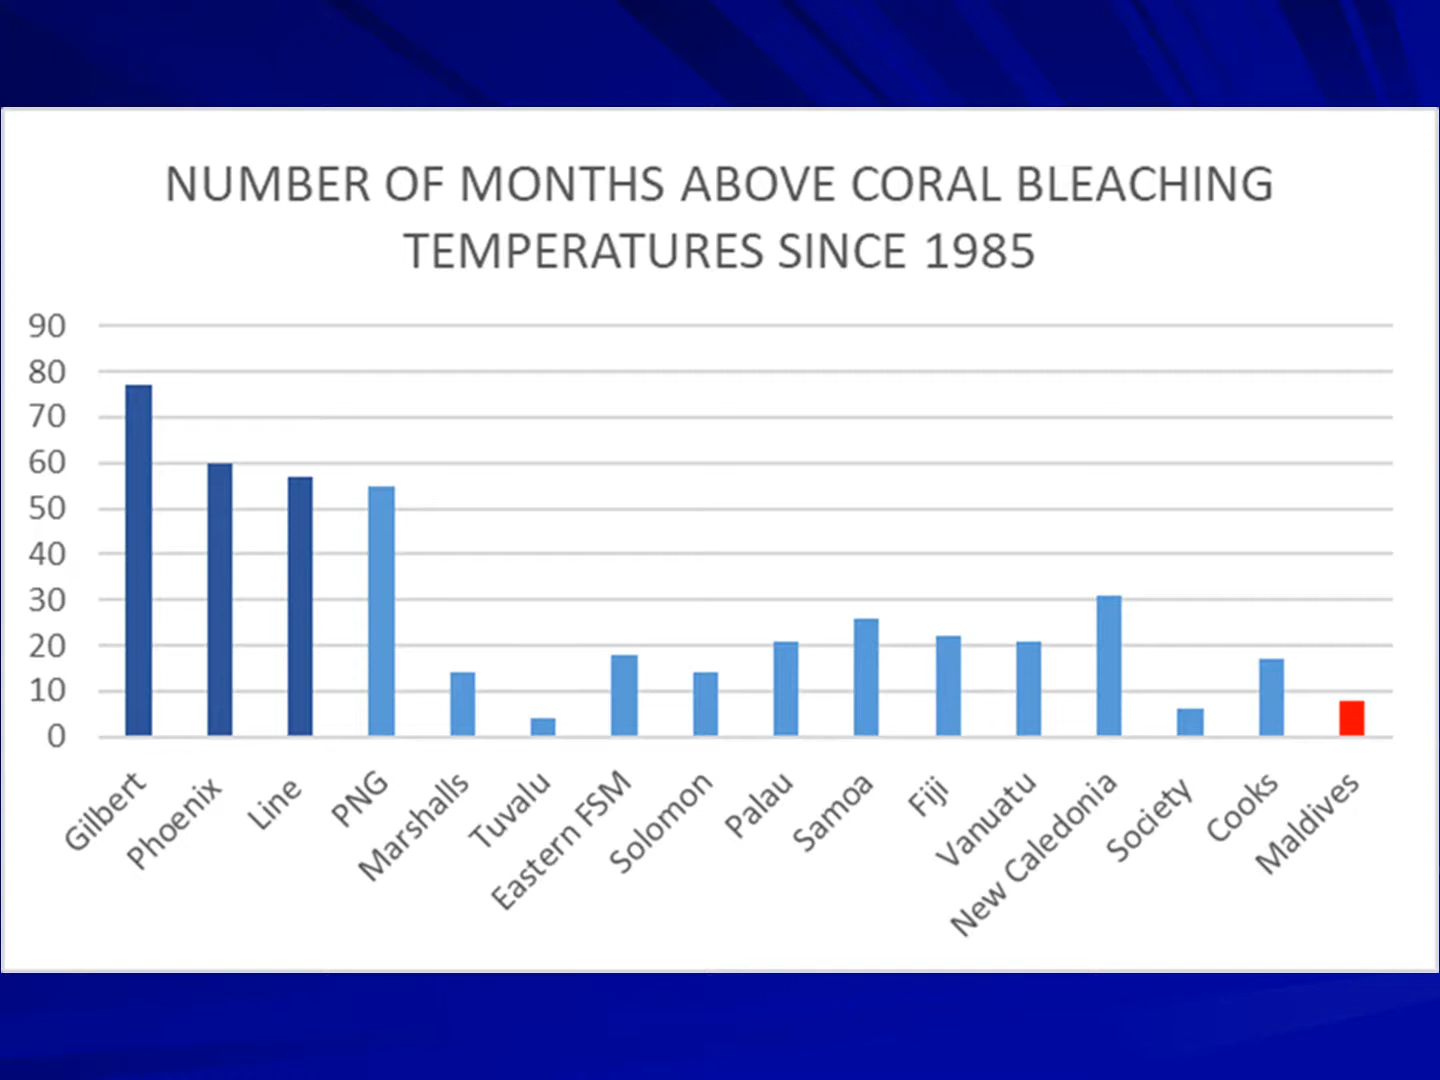 NUMBER OF MONTHS ABOVE CORAL BLEACHING
TEMPERATURES SINCE 1985
90
80
70
60
50
40
30
20
10
0
Gilbert
Phoenix
Line
PNG
Marshalls
Tuvalu
Eastern FSM
Solomon
Palau
Samoa
Fiji
Vanuatu
New Caledonia
Society
Cooks
Maldives